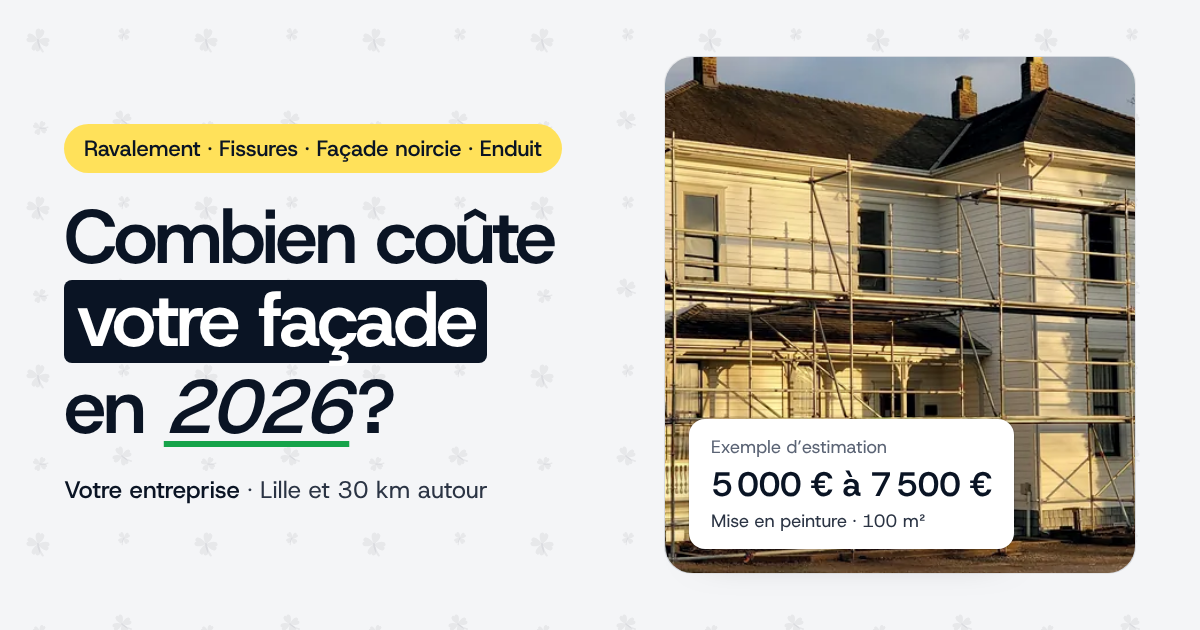 Ravalement · Fissures · Façade noircie · Enduit
Combien coûte
votre façade
en 2026?
Votre entreprise · Lille et 30 km autour
Exemple d’estimation
5 000 € à 7 500 €
Mise en peinture · 100 m²